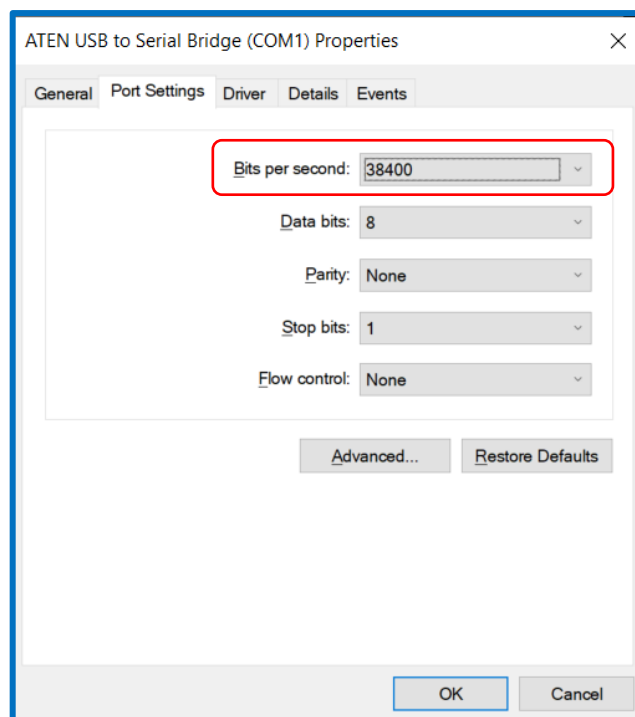 ATEN USB to Serial Bridge (COM1) Properties
General Port Settings Driver Details Events
Bits per second: 38400
Data bits: 8
Parity: None
Stop bits: 1
Flow control: None
Advanced... Restore Defaults
OK Cancel